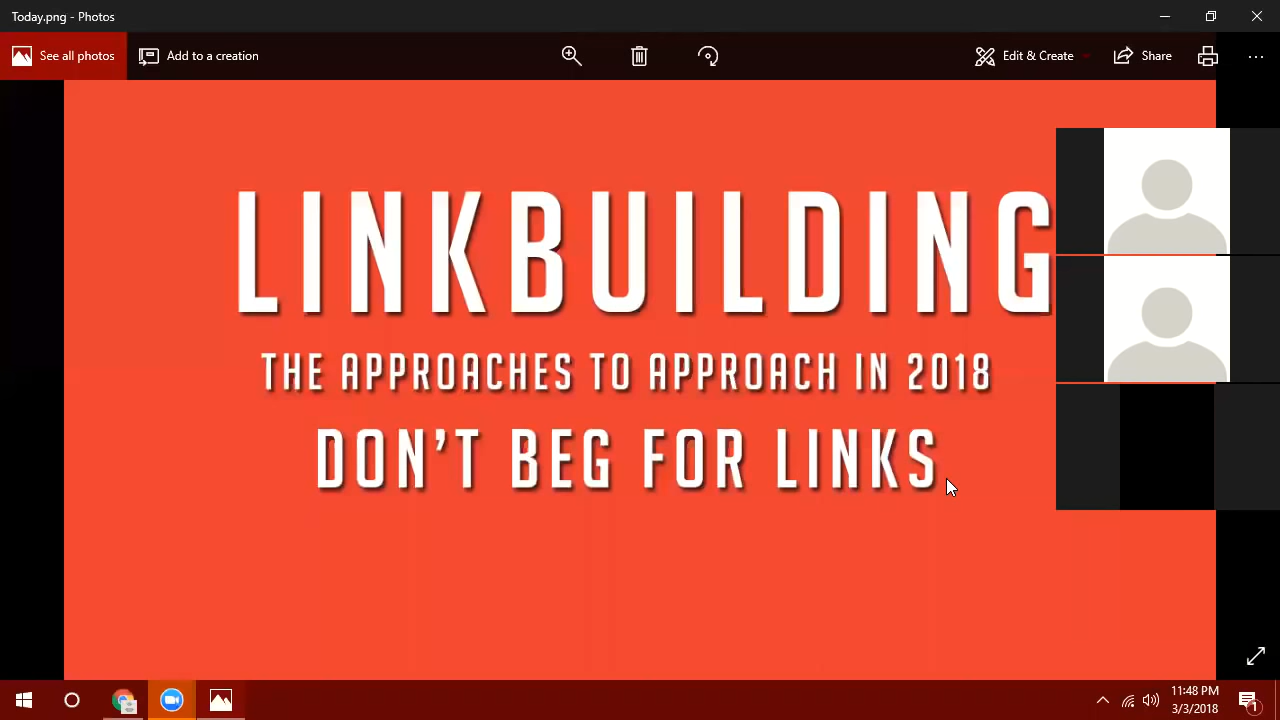 Today.png - Photos
See all photos
Add to a creation
Edit & Create
Share
LINKBUILDING
THE APPROACHES TO APPROACH IN 2018
DON'T BEG FOR LINKS
11:48 PM
3/3/2018
1